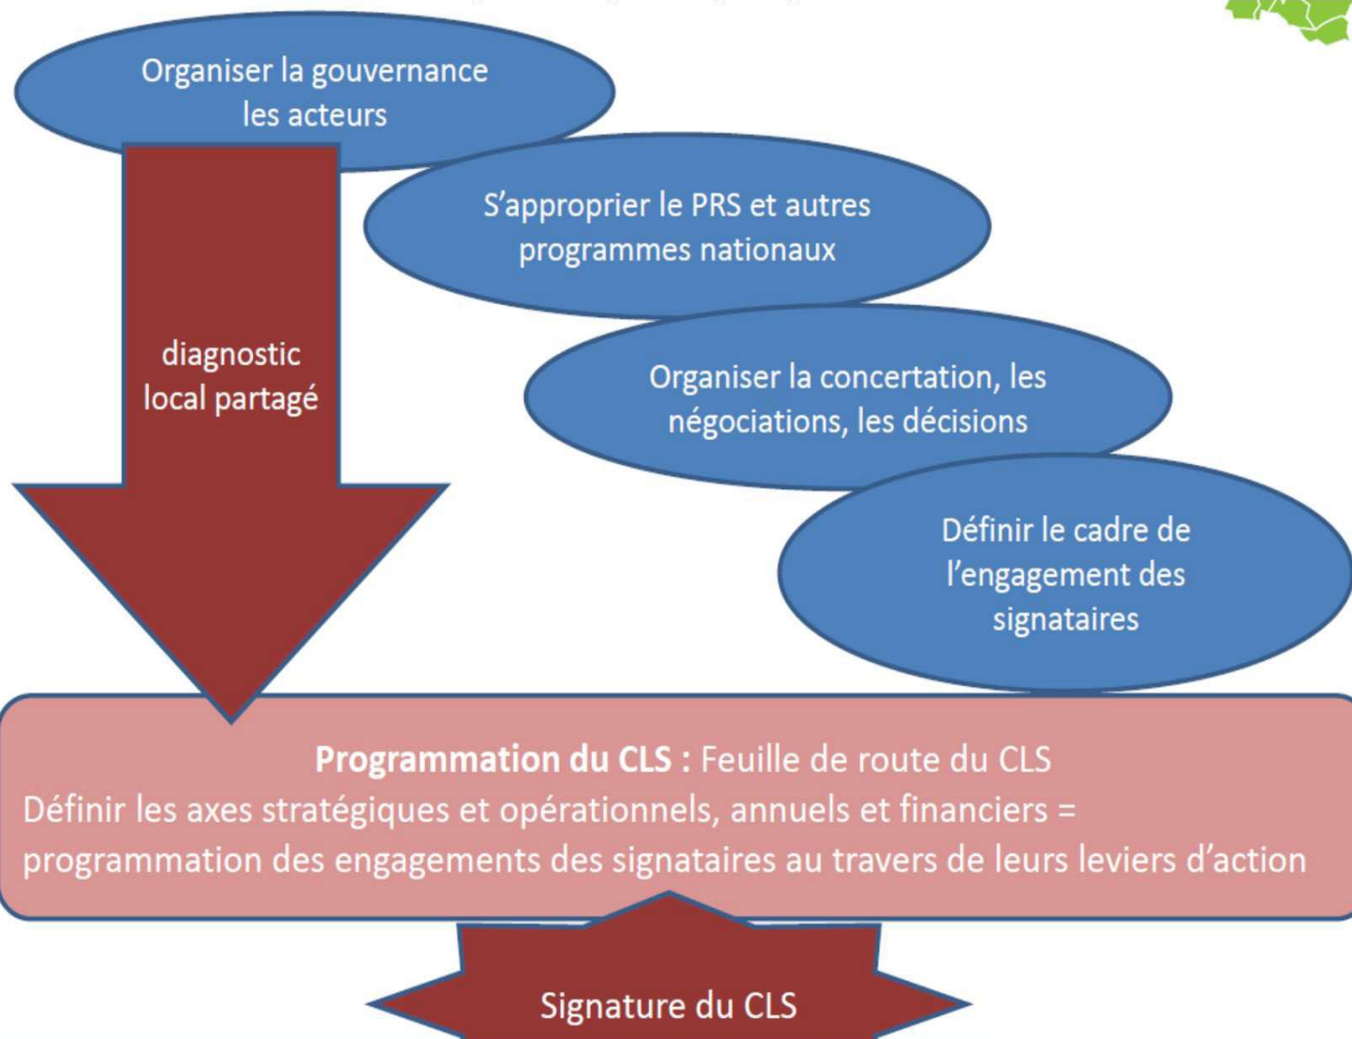 Organiser la gouvernance
les acteurs
S’approprier le PRS et autres
programmes nationaux
diagnostic
local partagé
Organiser la concertation, les
négociations, les décisions
Définir le cadre de
l’engagement des
signataires
Programmation du CLS : Feuille de route du CLS
Définir les axes stratégiques et opérationnels, annuels et financiers =
programmation des engagements des signataires au travers de leurs leviers d’action
Signature du CLS